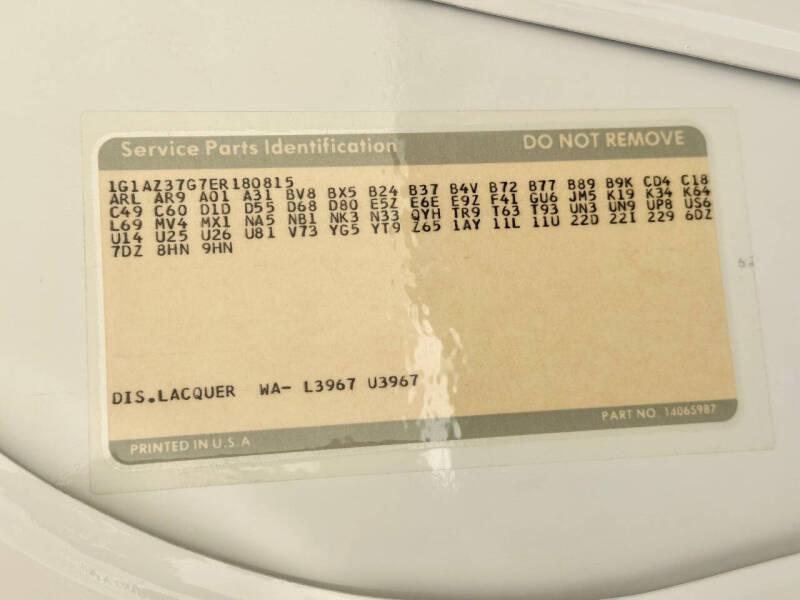 Service Parts Identification DO NOT REMOVE
1G1AZ37G7ER180815
ARL AR9 A01 A31 BV8 BX5 B24 B37 B4V B72 B77 B89 B9K CD4 C18
C49 C60 D1D D55 D68 D80 E5Z E6E E9Z F41 GU6 JM5 K19 K34 K64
L69 MV4 MX1 NA5 NB1 NK3 N33 QYH TR9 T63 T93 UN3 UN9 UP8 US6
U14 U25 U26 U81 V73 YG5 YT9 Z65 1AY 11L 11U 22D 22I 229 6DZ
7DZ 8HN 9HN
DIS.LACQUER WA- L3967 U3967
PRINTED IN U.S.A PART NO. 14065987